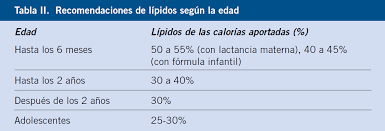 Tabla II. Recomendaciones de lípidos según la edad
Edad Lípidos de las calorías aportadas (%)
Hasta los 6 meses 50 a 55% (con lactancia materna), 40 a 45%
(con fórmula infantil)
Hasta los 2 años 30 a 40%
Después de los 2 años 30%
Adolescentes 25-30%